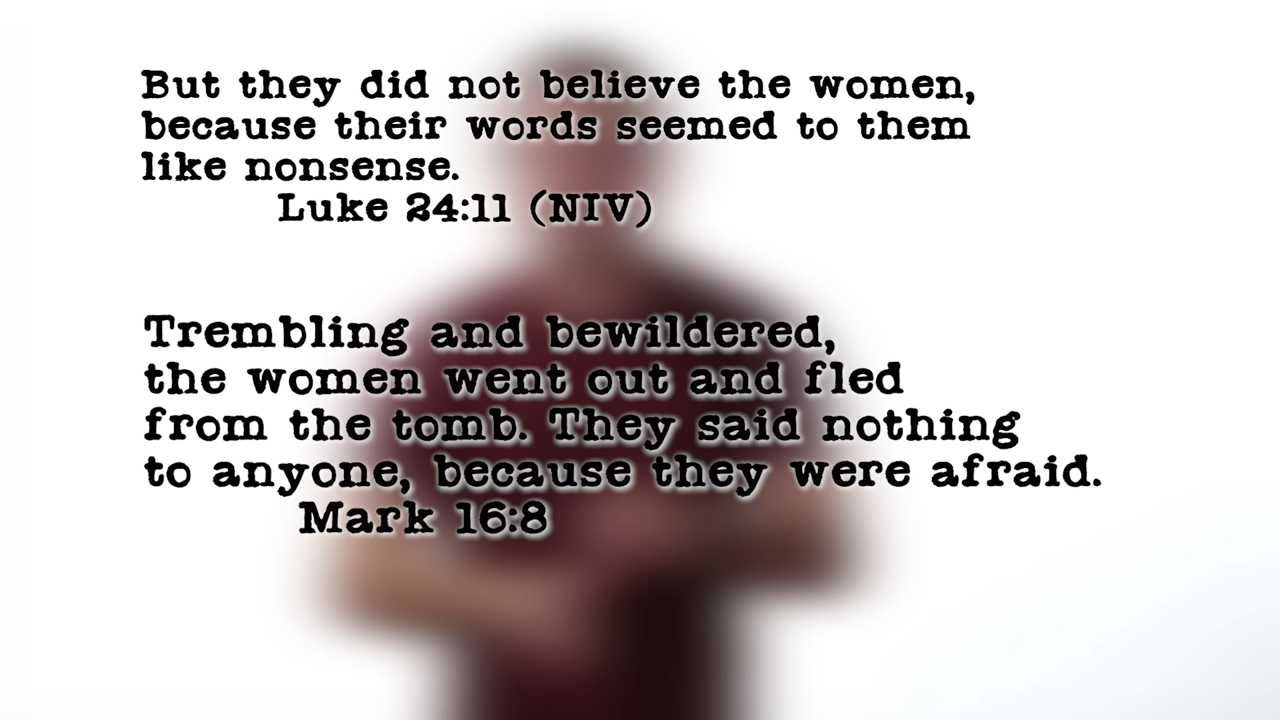 But they did not believe the women,
because their words seemed to them
like nonsense.
Luke 24:11 (NIV)
Trembling and bewildered,
the women went out and fled
from the tomb. They said nothing
to anyone, because they were afraid.
Mark 16:8